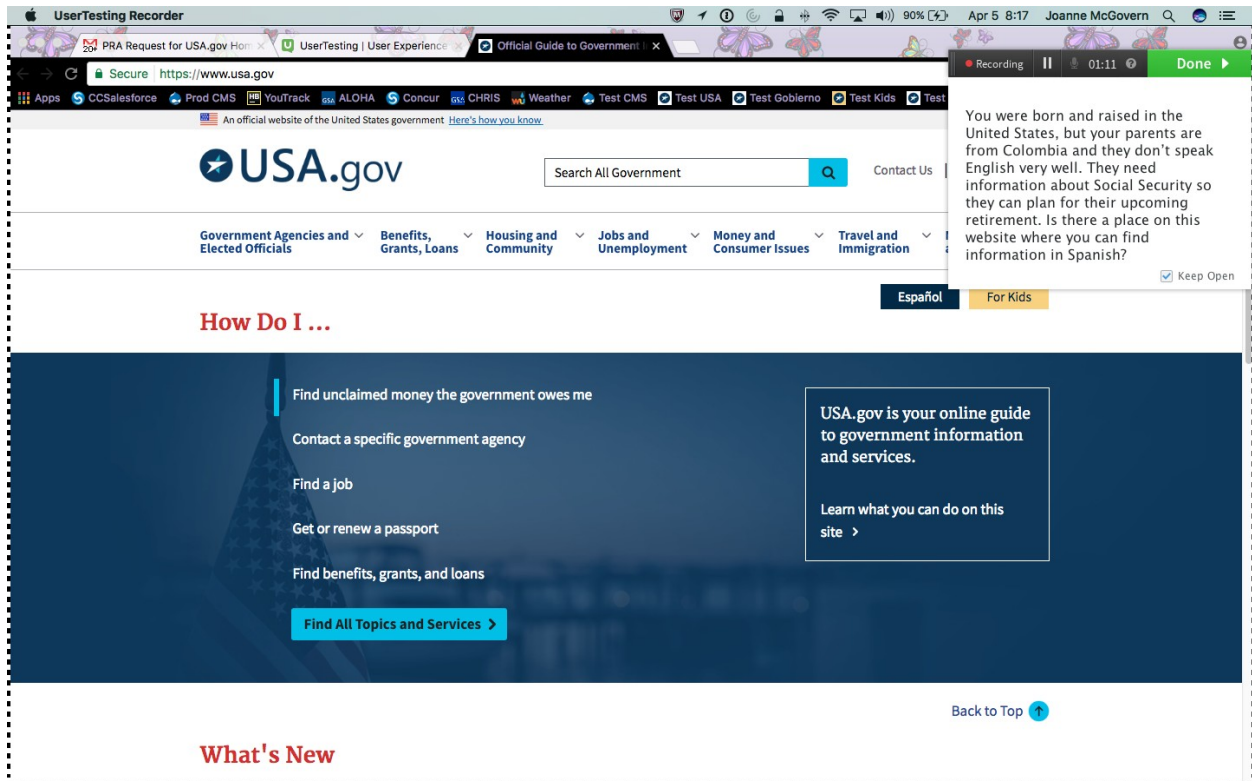 UserTesting Recorder
90% Apr 5 8:17 Joanne McGovern
PRA Request for USA.gov Hom
UserTesting | User Experience
Official Guide to Government I
Recording 01:11 Done
Secure https://www.usa.gov
Apps CCSalesforce Prod CMS YouTrack ALOHA Concur CHRIS Weather Test CMS Test USA Test Gobierno Test Kids Test
An official website of the United States government Here's how you know
You were born and raised in the
United States, but your parents are
from Colombia and they don't speak
English very well. They need
information about Social Security so
they can plan for their upcoming
retirement. Is there a place on this
website where you can find
information in Spanish?
Keep Open
USA.gov
Search All Government
Contact Us
Government Agencies and
Elected Officials
Benefits,
Grants, Loans
Housing and
Community
Jobs and
Unemployment
Money and
Consumer Issues
Travel and
Immigration
Español
For Kids
How Do I ...
Find unclaimed money the government owes me
Contact a specific government agency
Find a job
Get or renew a passport
Find benefits, grants, and loans
Find All Topics and Services
USA.gov is your online guide
to government information
and services.
Learn what you can do on this
site >
Back to Top
What's New